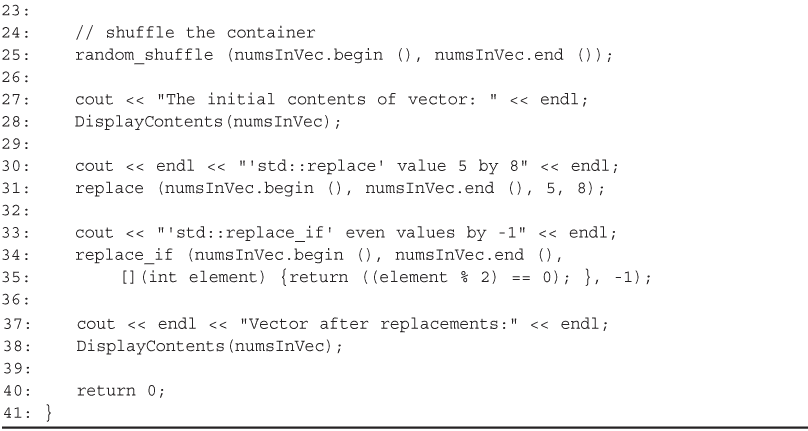 23:
24:     // shuffle the container
25:     random_shuffle (numsInVec.begin (), numsInVec.end ());
26:
27:     cout << "The initial contents of vector: " << endl;
28:     DisplayContents(numsInVec);
29:
30:     cout << endl << "'std::replace' value 5 by 8" << endl;
31:     replace (numsInVec.begin (), numsInVec.end (), 5, 8);
32:
33:     cout << "'std::replace_if' even values by -1" << endl;
34:     replace_if (numsInVec.begin (), numsInVec.end (),
35:         [](int element) {return ((element % 2) == 0); }, -1);
36:
37:     cout << endl << "Vector after replacements:" << endl;
38:     DisplayContents(numsInVec);
39:
40:     return 0;
41: }